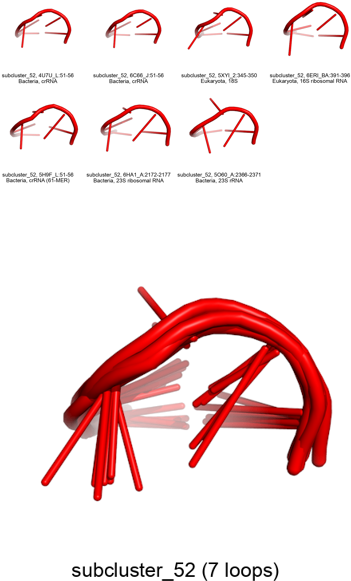 subcluster_52, 4U7U_L:51-56
Bacteria, crRNA
subcluster_52, 6C66_J:51-56
Bacteria, crRNA
subcluster_52, 5XYI_2:345-350
Eukaryota, 18S
subcluster_52, 6ERI_BA:391-396
Eukaryota, 16S ribosomal RNA
subcluster_52, 5H9F_L:51-56
Bacteria, crRNA (61-MER)
subcluster_52, 6HA1_A:2172-2177
Bacteria, 23S ribosomal RNA
subcluster_52, 5O60_A:2366-2371
Bacteria, 23S rRNA
subcluster_52 (7 loops)